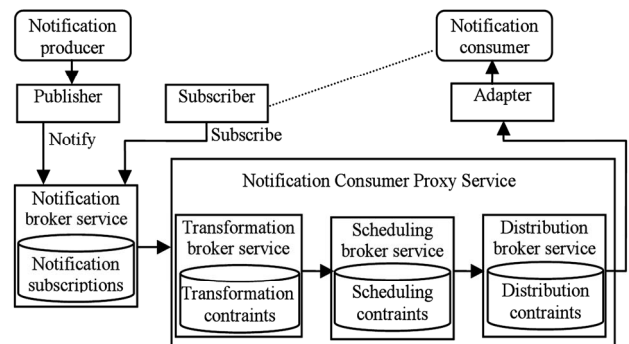 Notification
producer
Notification
consumer
Publisher
Subscriber
Adapter
Notify
Subscribe
Notification
broker service
Notification
subscriptions
Notification Consumer Proxy Service
Transformation
broker service
Transformation
contraints
Scheduling
broker service
Scheduling
contraints
Distribution
broker service
Distribution
contraints